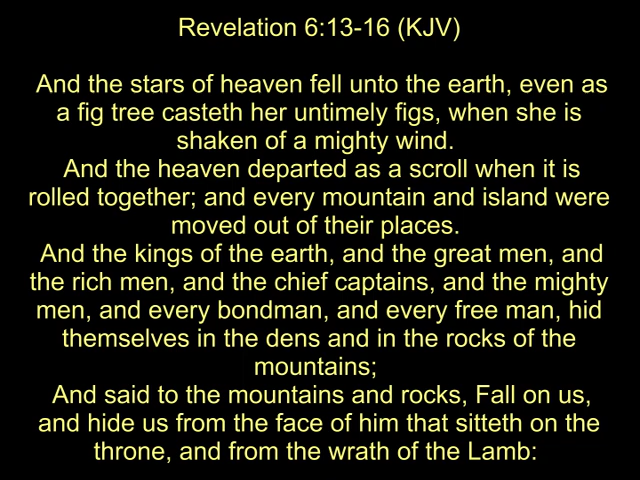 Revelation 6:13-16 (KJV)
And the stars of heaven fell unto the earth, even as
a fig tree casteth her untimely figs, when she is
shaken of a mighty wind.
And the heaven departed as a scroll when it is
rolled together; and every mountain and island were
moved out of their places.
And the kings of the earth, and the great men, and
the rich men, and the chief captains, and the mighty
men, and every bondman, and every free man, hid
themselves in the dens and in the rocks of the
mountains;
And said to the mountains and rocks, Fall on us,
and hide us from the face of him that sitteth on the
throne, and from the wrath of the Lamb: